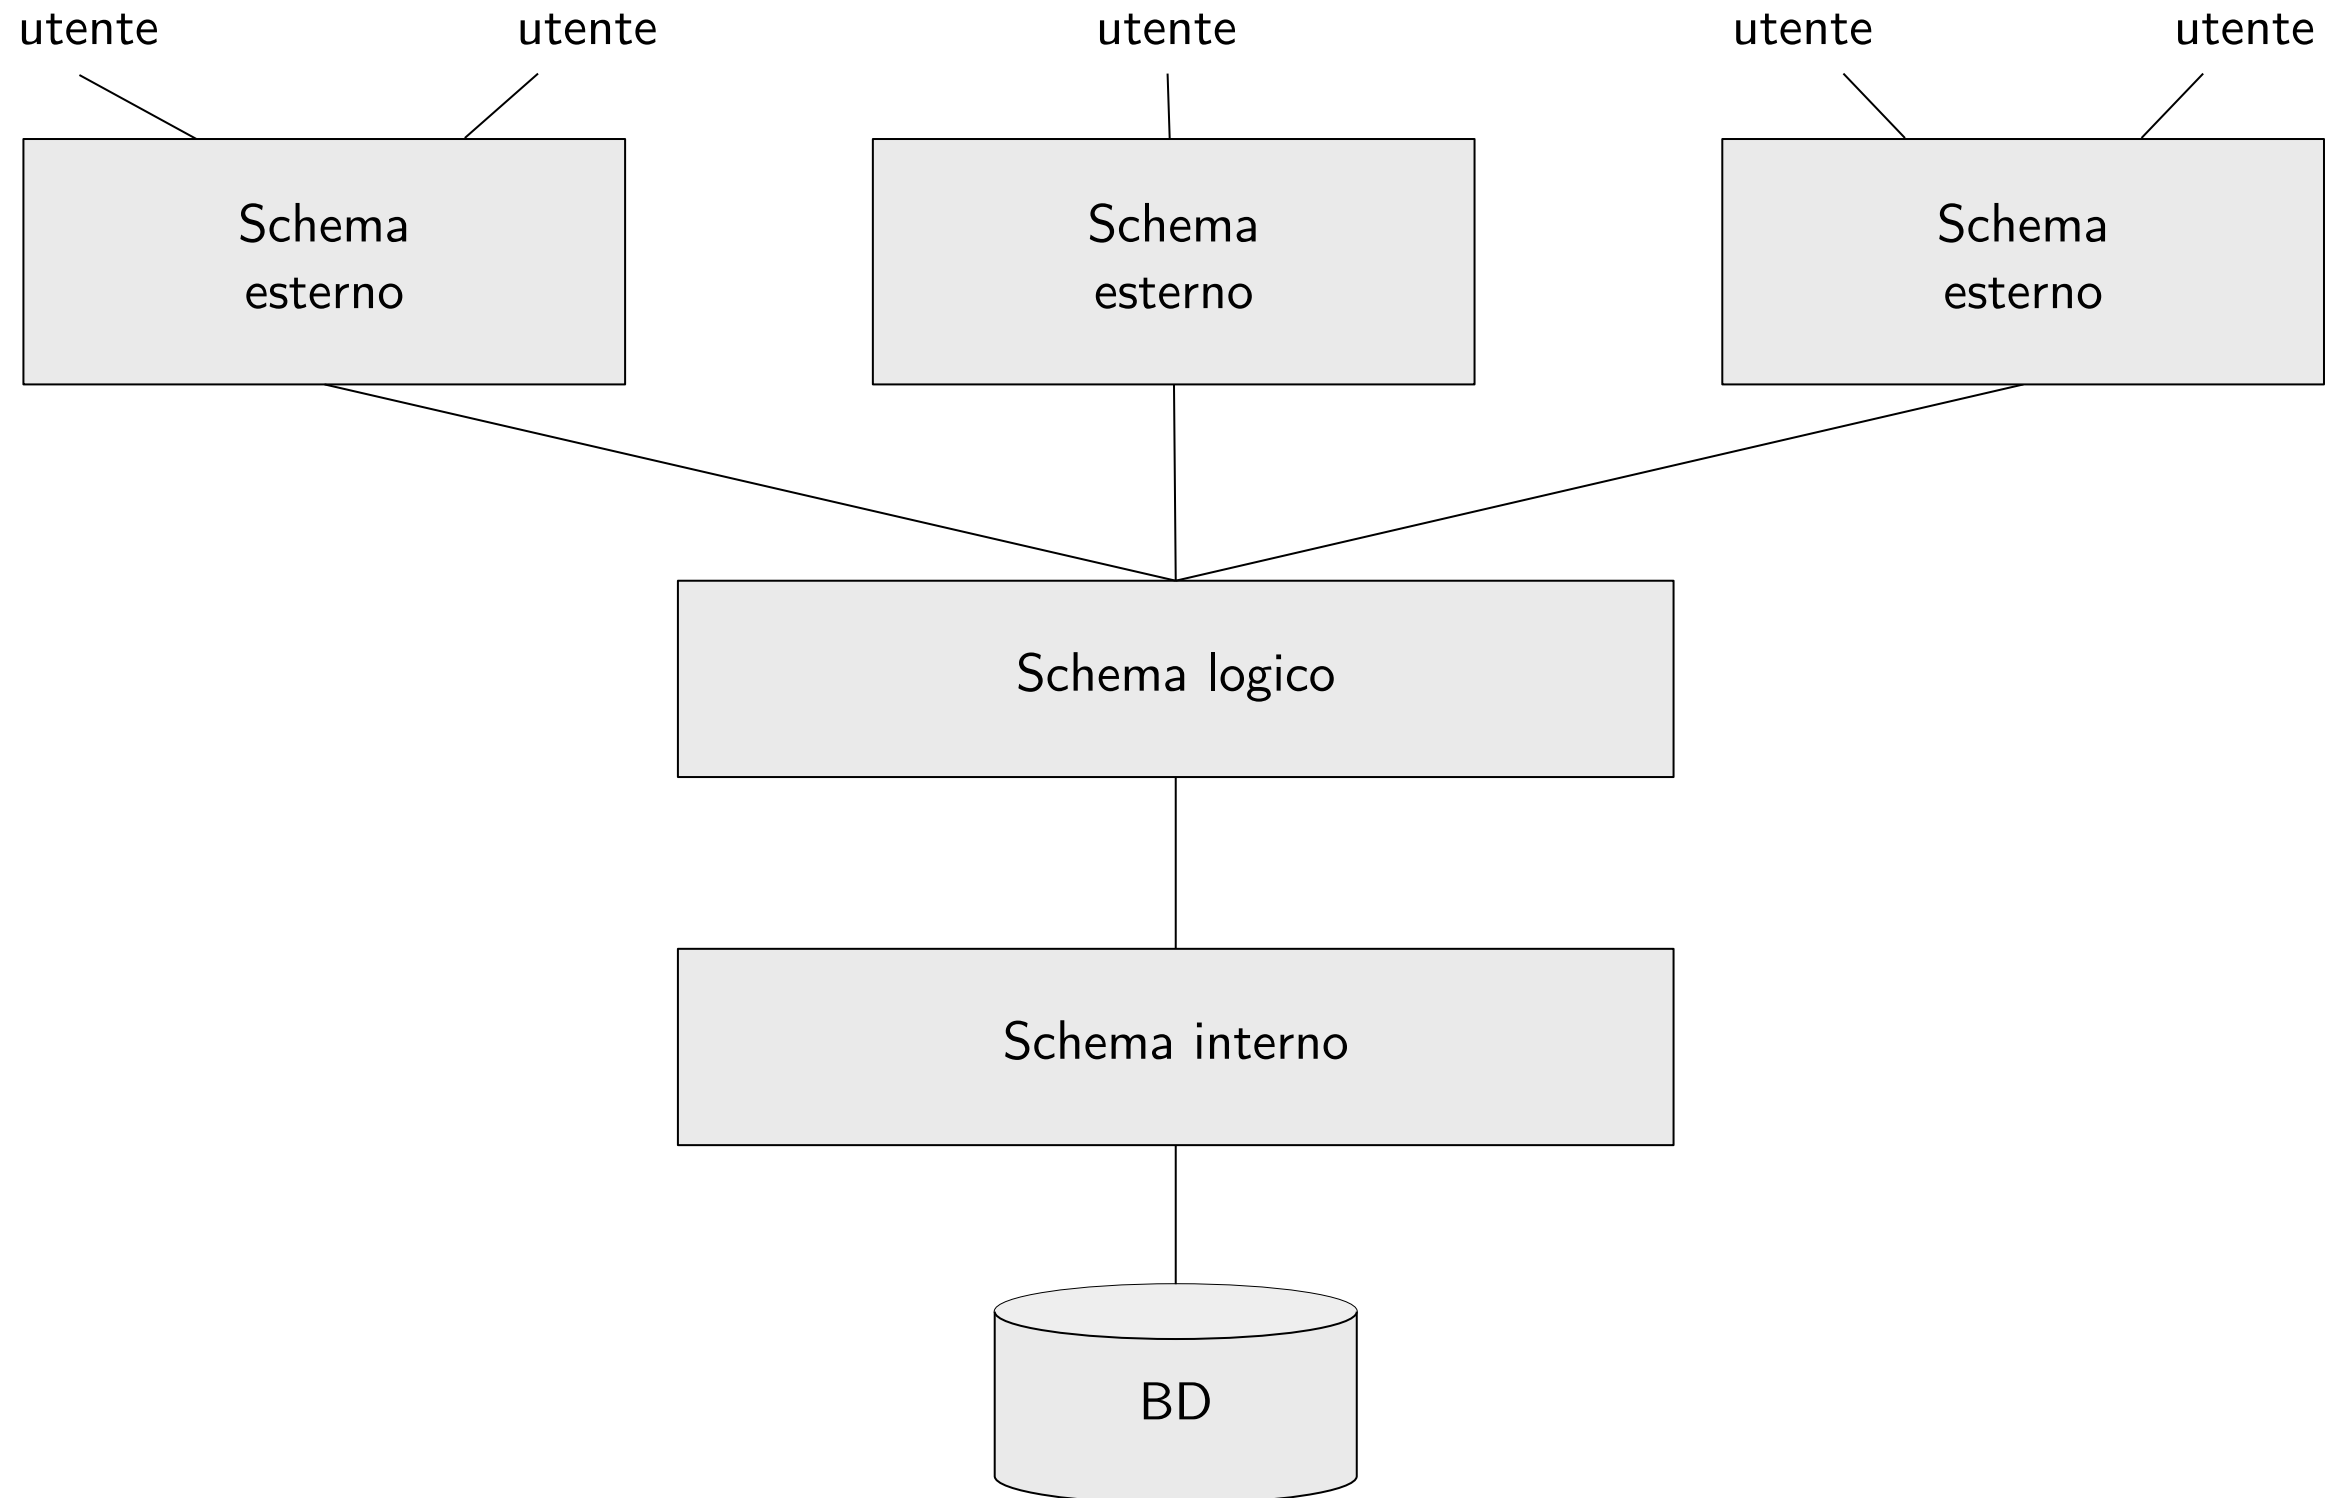 utente
utente
utente
utente
utente
Schema
esterno
Schema
esterno
Schema
esterno
Schema logico
Schema interno
BD